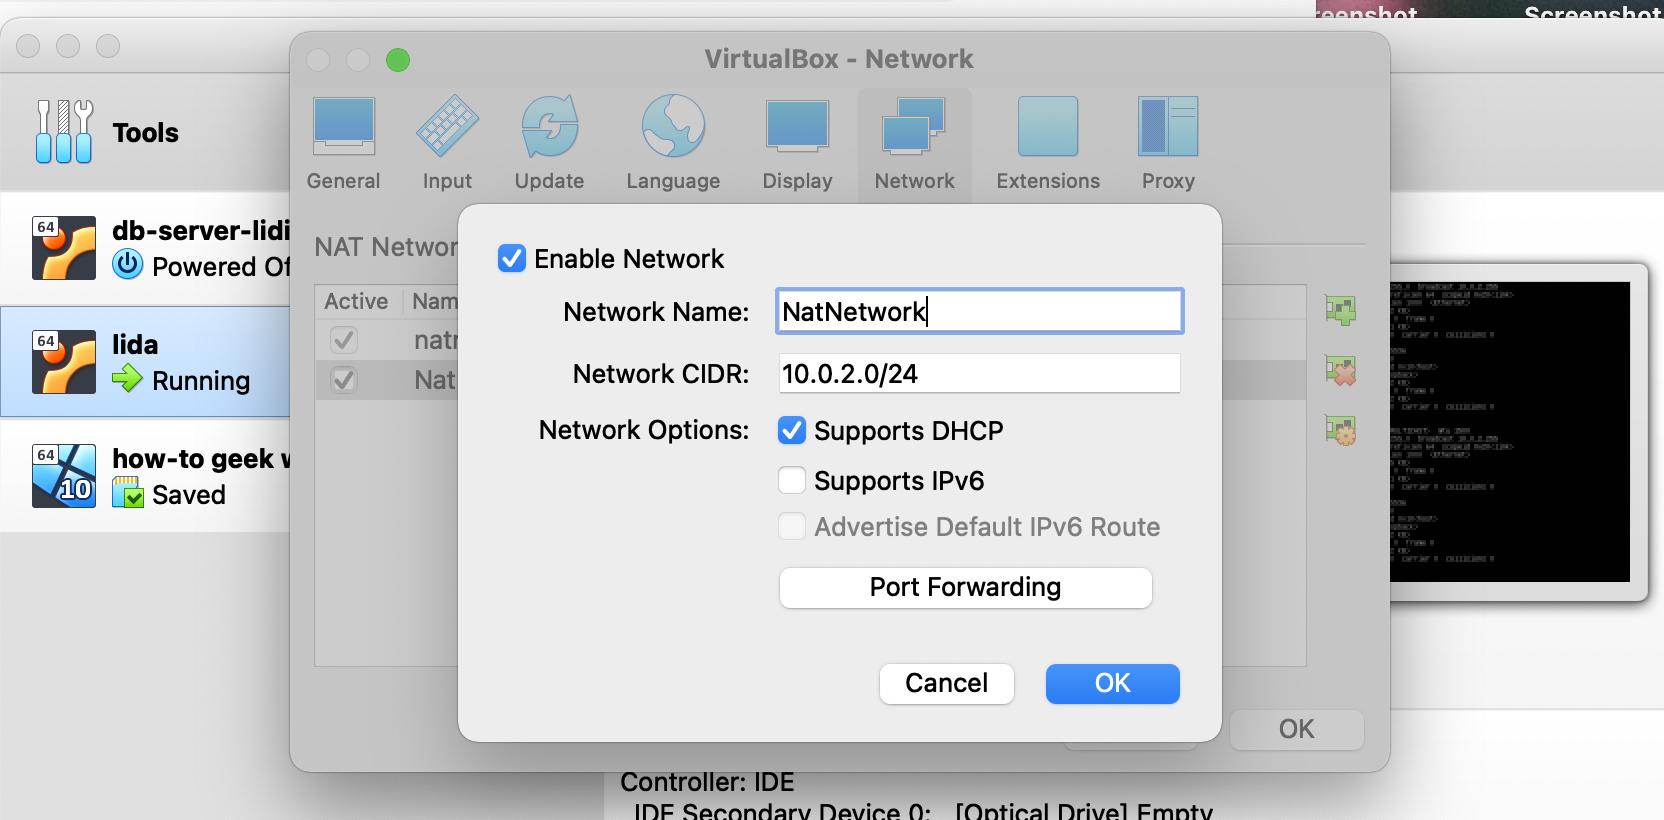 Screenshot
VirtualBox - Network
Tools
General Input Update Language Display Network Extensions Proxy
64 db-server-lidi
Powered Of
NAT Networ
Enable Network
Active Nam
Network Name: NatNetwork
natn
64 lida
Running
Network CIDR: 10.0.2.0/24
Nat
Network Options: Supports DHCP
64 how-to geek
10 Saved
Supports IPv6
Advertise Default IPv6 Route
Port Forwarding
Cancel OK
OK
Controller: IDE
IDE Secondary Device 0: [Optical Drive] Empty